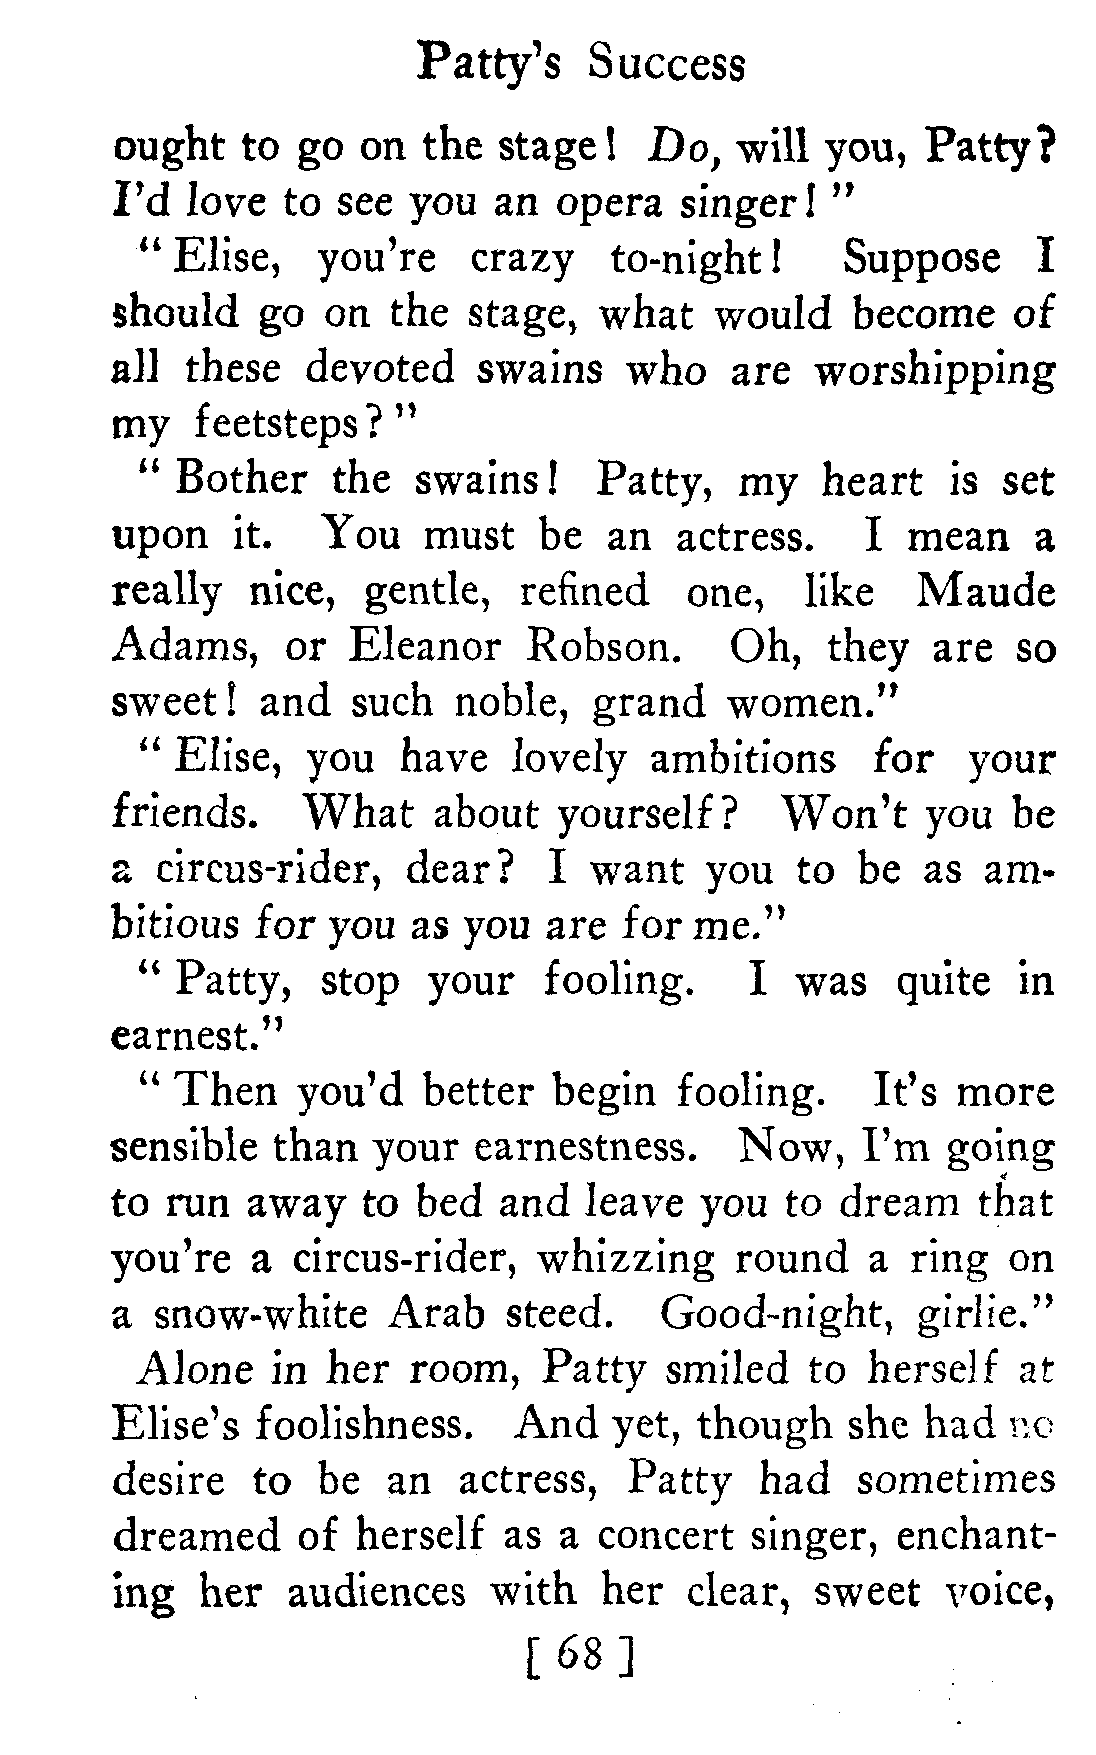 Patty's Success
ought to go on the stage! Do, will you, Patty?
I'd love to see you an opera singer!"
"Elise, you're crazy to-night! Suppose I
should go on the stage, what would become of
all these devoted swains who are worshipping
my feetsteps?"
"Bother the swains! Patty, my heart is set
upon it. You must be an actress. I mean a
really nice, gentle, refined one, like Maude
Adams, or Eleanor Robson. Oh, they are so
sweet! and such noble, grand women."
"Elise, you have lovely ambitions for your
friends. What about yourself? Won't you be
a circus-rider, dear? I want you to be as am-
bitious for you as you are for me."
"Patty, stop your fooling. I was quite in
earnest."
"Then you'd better begin fooling. It's more
sensible than your earnestness. Now, I'm going
to run away to bed and leave you to dream that
you're a circus-rider, whizzing round a ring on
a snow-white Arab steed. Good-night, girlie."
Alone in her room, Patty smiled to herself at
Elise's foolishness. And yet, though she had no
desire to be an actress, Patty had sometimes
dreamed of herself as a concert singer, enchant-
ing her audiences with her clear, sweet voice,
[ 68 ]